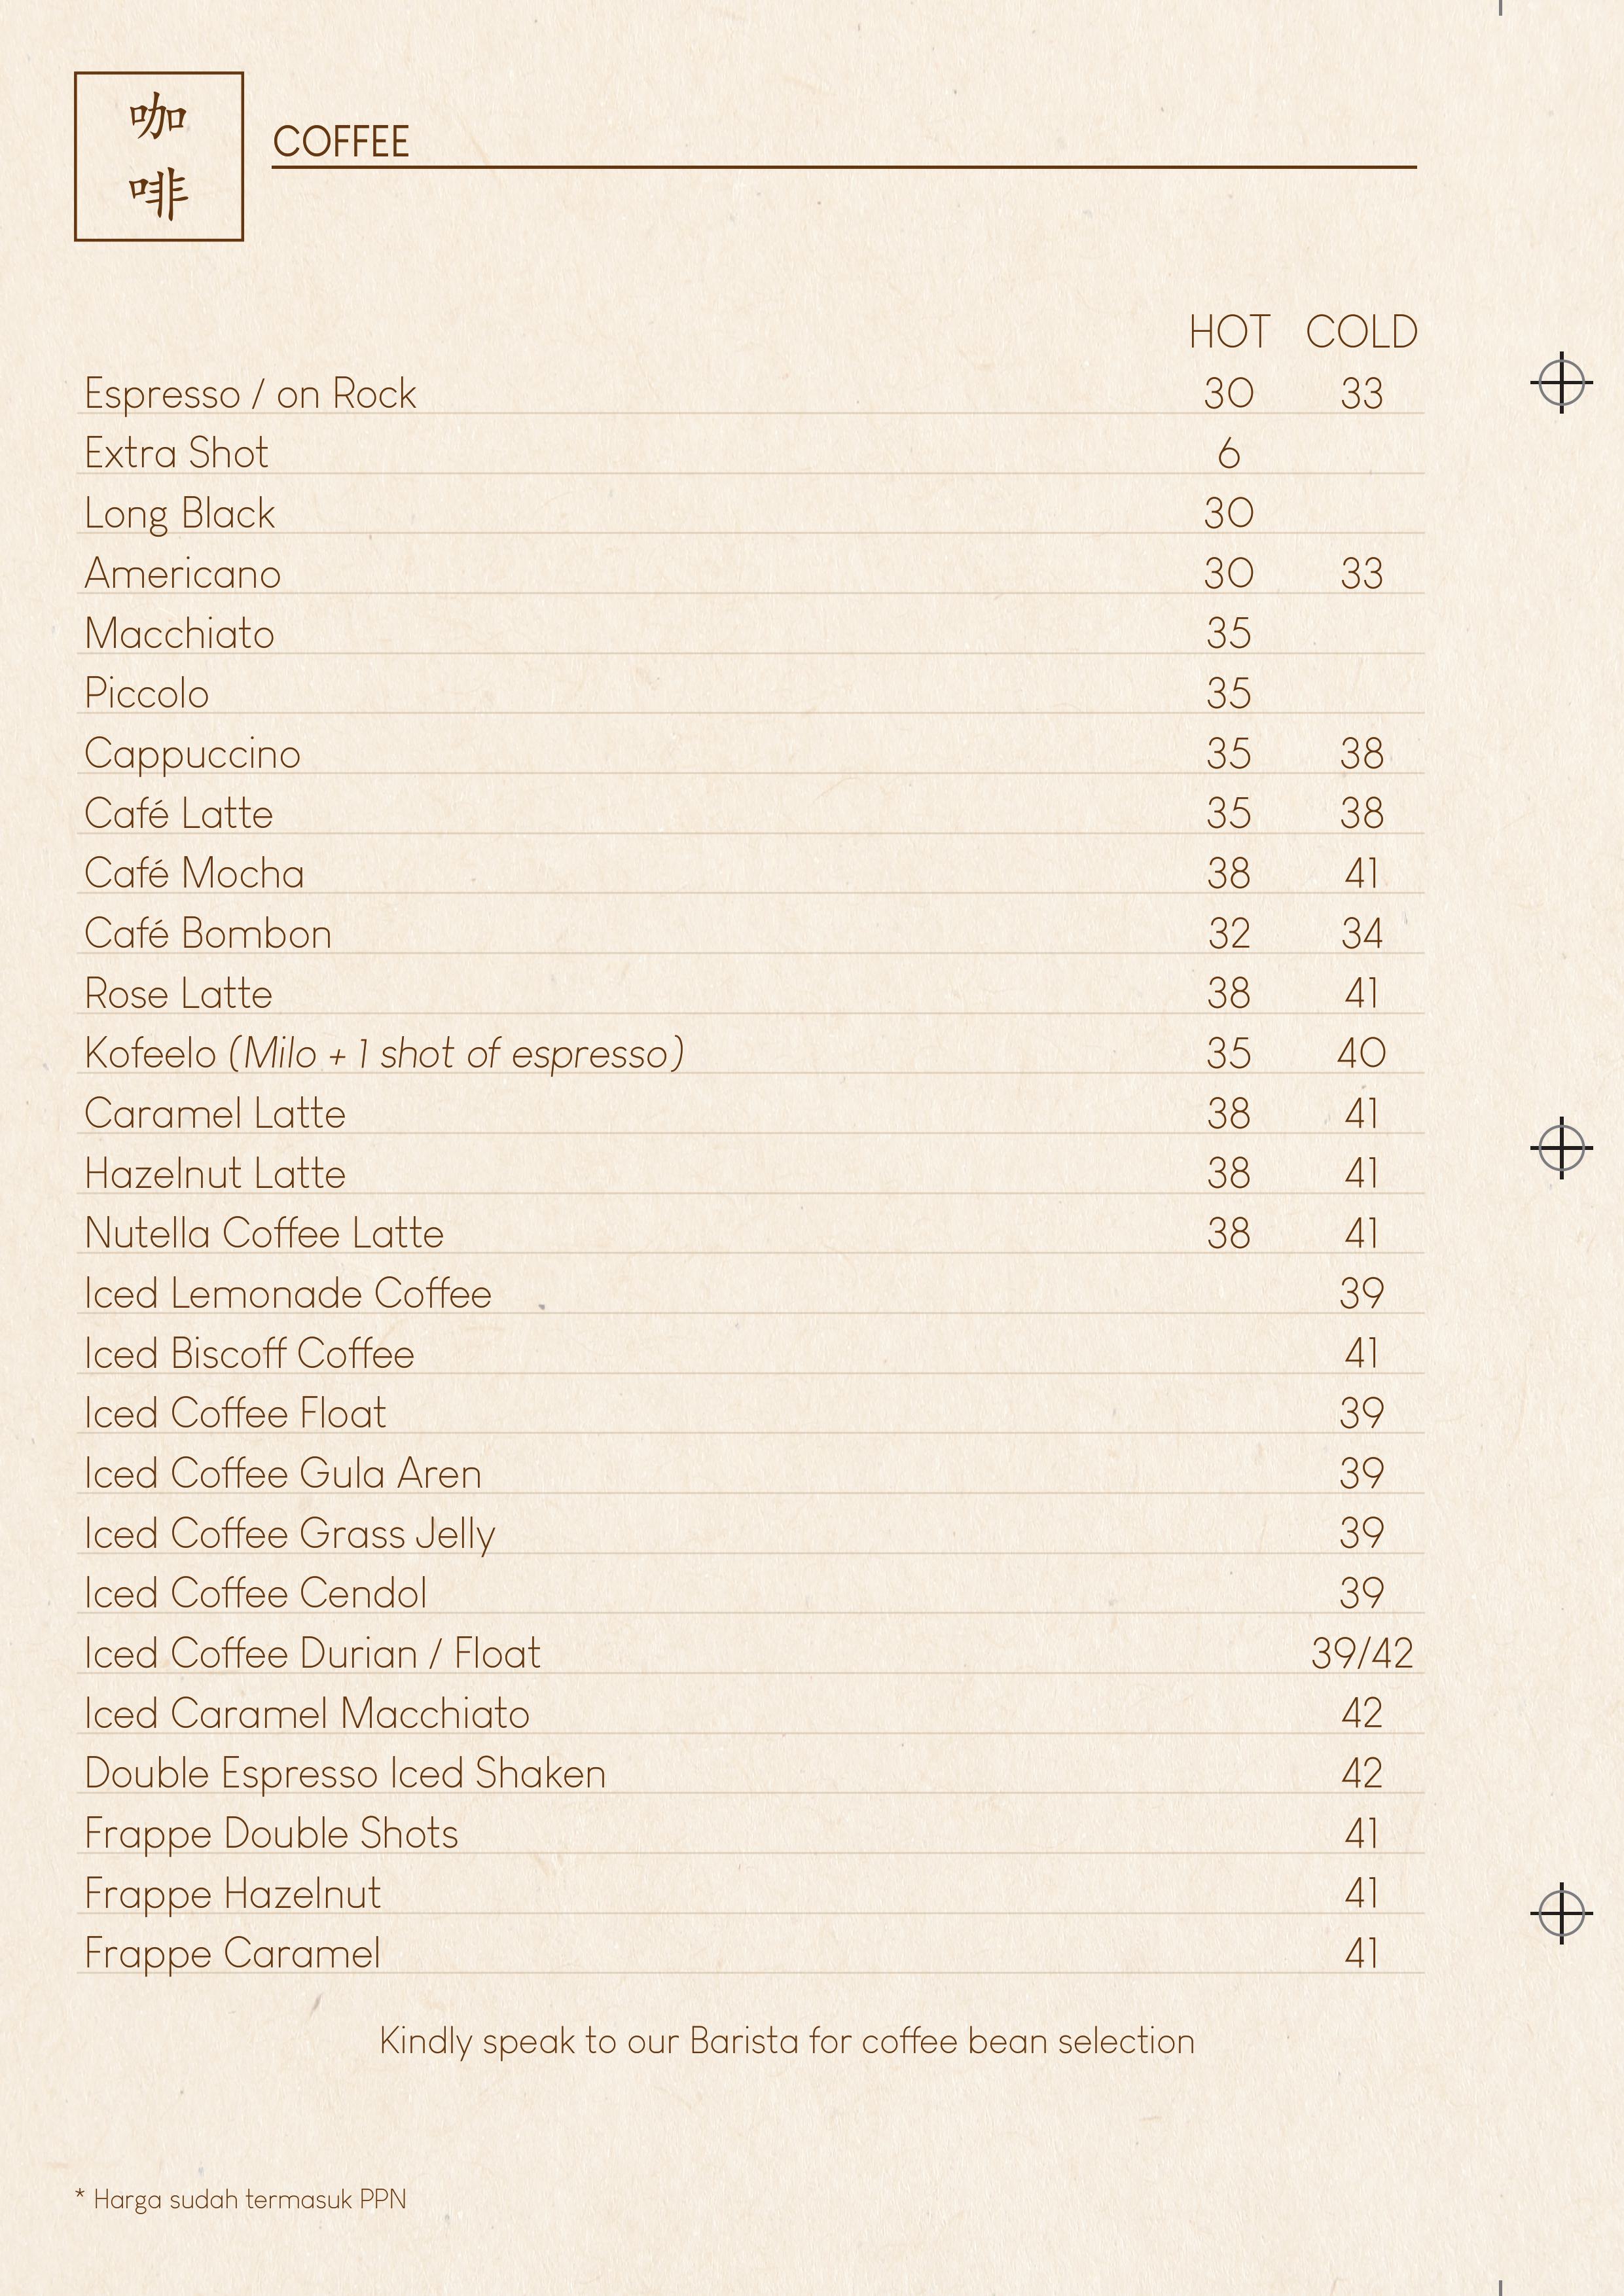 咖
啡
COFFEE
HOT COLD
Espresso / on Rock 30 33
Extra Shot 6
Long Black 30
Americano 30 33
Macchiato 35
Piccolo 35
Cappuccino 35 38
Café Latte 35 38
Café Mocha 38 41
Café Bombon 32 34
Rose Latte 38 41
Kofeelo (Milo + 1 shot of espresso) 35 40
Caramel Latte 38 41
Hazelnut Latte 38 41
Nutella Coffee Latte 38 41
Iced Lemonade Coffee 39
Iced Biscoff Coffee 41
Iced Coffee Float 39
Iced Coffee Gula Aren 39
Iced Coffee Grass Jelly 39
Iced Coffee Cendol 39
Iced Coffee Durian / Float 39/42
Iced Caramel Macchiato 42
Double Espresso Iced Shaken 42
Frappe Double Shots 41
Frappe Hazelnut 41
Frappe Caramel 41
Kindly speak to our Barista for coffee bean selection
* Harga sudah termasuk PPN